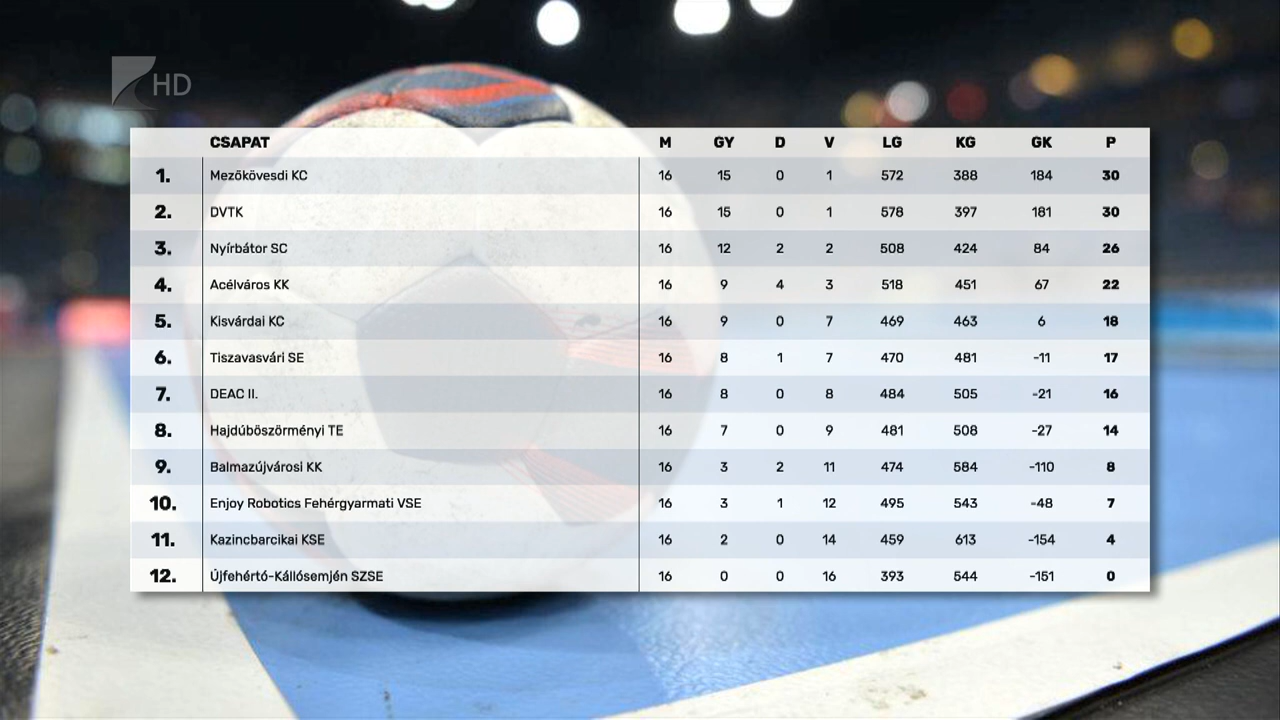 HD
CSAPAT M GY D V LG KG GK P
1. Mezőkövesdi KC 16 15 0 1 572 388 184 30
2. DVTK 16 15 0 1 578 397 181 30
3. Nyírbátor SC 16 12 2 2 508 424 84 26
4. Acélváros KK 16 9 4 3 518 451 67 22
5. Kisvárdai KC 16 9 0 7 469 463 6 18
6. Tiszavasvári SE 16 8 1 7 470 481 -11 17
7. DEAC II. 16 8 0 8 484 505 -21 16
8. Hajdúböszörményi TE 16 7 0 9 481 508 -27 14
9. Balmazújvárosi KK 16 3 2 11 474 584 -110 8
10. Enjoy Robotics Fehérgyarmati VSE 16 3 1 12 495 543 -48 7
11. Kazincbarcikai KSE 16 2 0 14 459 613 -154 4
12. Újfehértó-Kállósemjén SZSE 16 0 0 16 393 544 -151 0